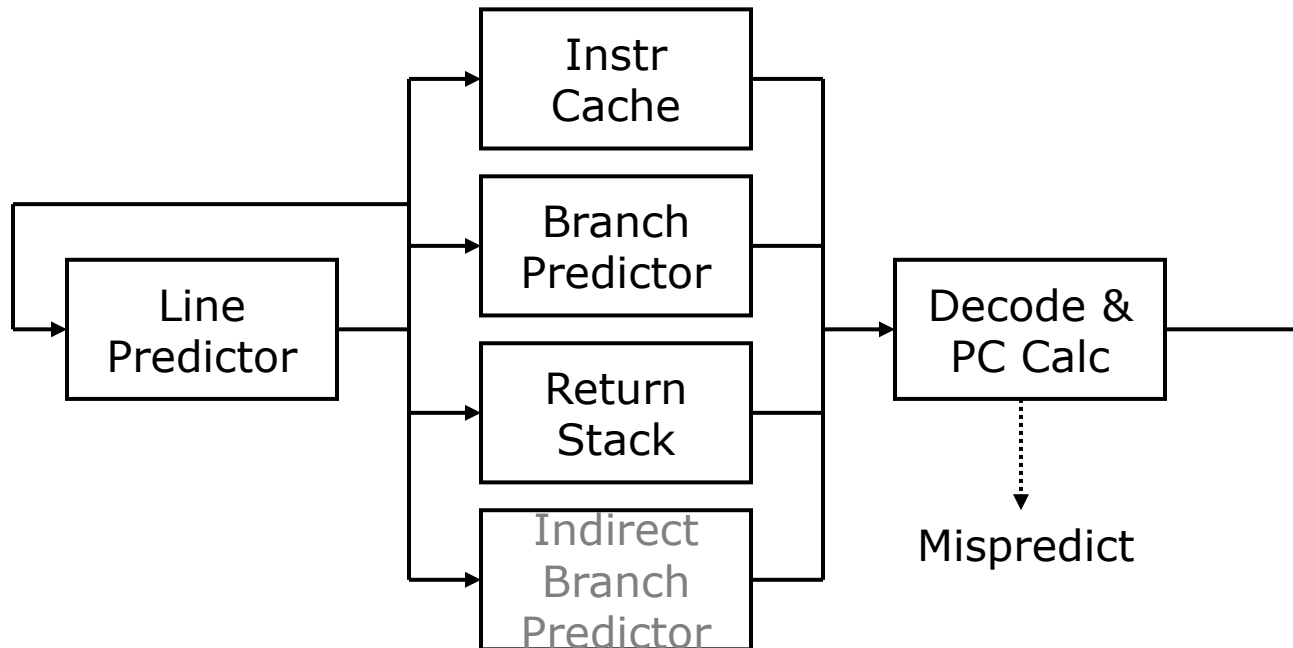 Instr
Cache
Branch
Predictor
Line
Predictor
Decode &
PC Calc
Return
Stack
Indirect
Branch
Predictor
Mispredict